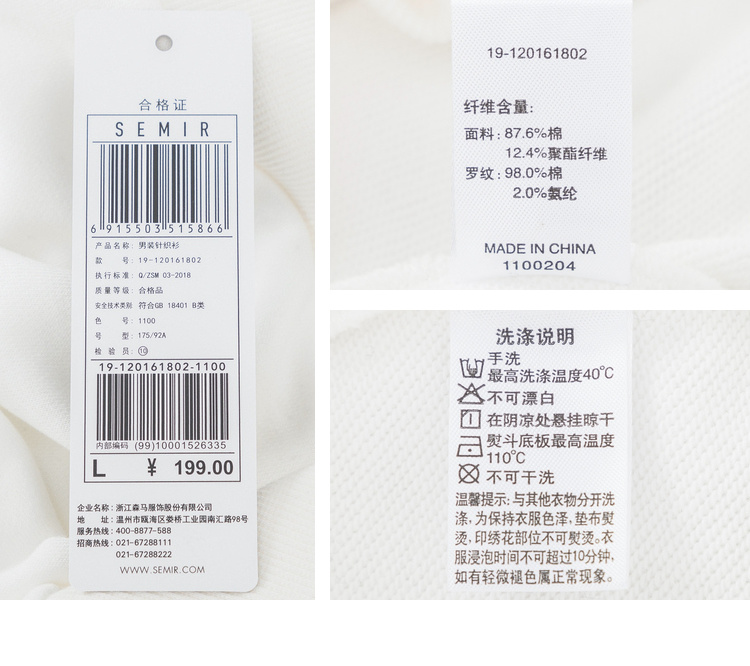 合格证
SEMIR
6 915503 515866
产品名称: 男装针织衫
款 号: 19-120161802
执行标准: Q/ZSM 03-2018
质量等级: 合格品
安全技术类别: 符合GB 18401 B类
色 号: 1100
号 型: 175/92A
检 验 员: ⑩
19-120161802-1100
内部编码 (99)10001526335
L ¥ 199.00
企业名称: 浙江森马服饰股份有限公司
地 址: 温州市瓯海区娄桥工业园南汇路98号
服务热线: 400-8877-588
招商热线: 021-67288111
021-67288222
WWW.SEMIR.COM
19-120161802
纤维含量:
面料: 87.6%棉
12.4%聚酯纤维
罗纹: 98.0%棉
2.0%氨纶
MADE IN CHINA
1100204
洗涤说明
手洗
最高洗涤温度40℃
不可漂白
在阴凉处悬挂晾干
熨斗底板最高温度
110℃
不可干洗
温馨提示: 与其他衣物分开洗
涤, 为保持衣服色泽, 垫布熨
烫, 印绣花部位不可熨烫。衣
服浸泡时间不可超过10分钟,
如有轻微褪色属正常现象。